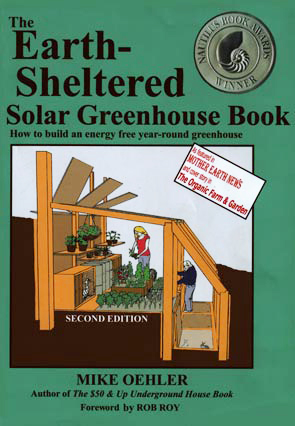 The
Earth-
Sheltered
Solar Greenhouse Book
How to build an energy free year-round greenhouse
NAUTILUS BOOK AWARDS
WINNER
As featured in
MOTHER EARTH NEWS
and cover story in
The Organic Farm & Garden
SECOND EDITION
MIKE OEHLER
Author of The $50 & Up Underground House Book
Foreword by ROB ROY